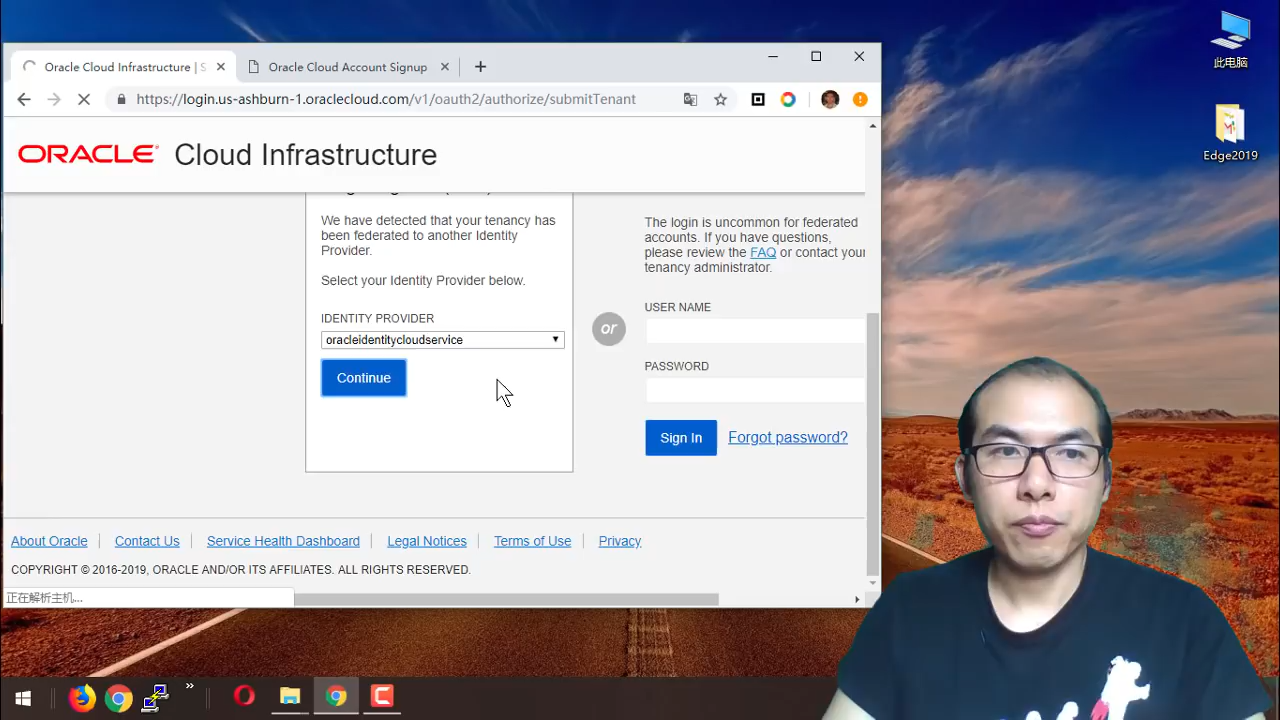 Oracle Cloud Infrastructure | S
Oracle Cloud Account Signup
https://login.us-ashburn-1.oraclecloud.com/v1/oauth2/authorize/submitTenant
ORACLE® Cloud Infrastructure
We have detected that your tenancy has
been federated to another Identity
Provider.
Select your Identity Provider below.
IDENTITY PROVIDER
oracleidentitycloudservice
Continue
or
The login is uncommon for federated
accounts. If you have questions,
please review the FAQ or contact your
tenancy administrator.
USER NAME
PASSWORD
Sign In
Forgot password?
About Oracle
Contact Us
Service Health Dashboard
Legal Notices
Terms of Use
Privacy
COPYRIGHT © 2016-2019, ORACLE AND/OR ITS AFFILIATES. ALL RIGHTS RESERVED.
正在解析主机...
此电脑
Edge2019